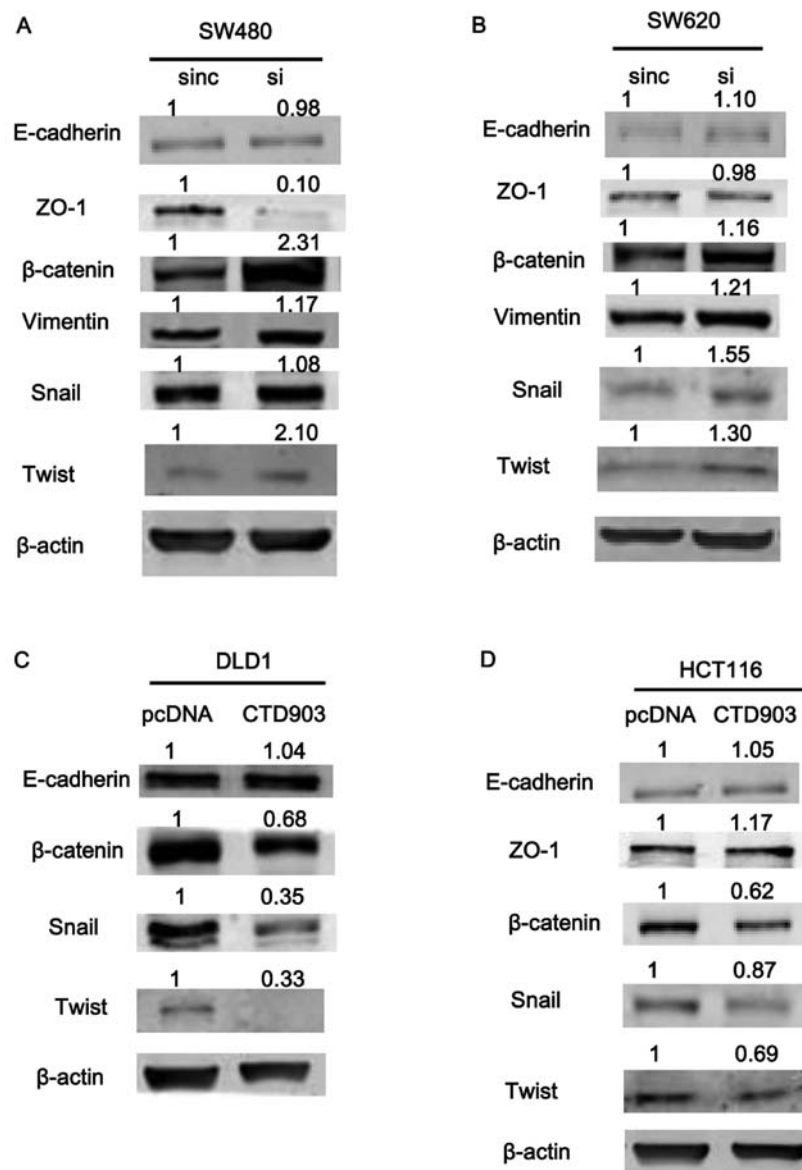 A
SW480
sinc si
1 0.98
E-cadherin
1 0.10
ZO-1
1 2.31
β-catenin
1 1.17
Vimentin
1 1.08
Snail
1 2.10
Twist
β-actin
B
SW620
sinc si
1 1.10
E-cadherin
1 0.98
ZO-1
1 1.16
β-catenin
1 1.21
Vimentin
1 1.55
Snail
1 1.30
Twist
β-actin
C
DLD1
pcDNA CTD903
1 1.04
E-cadherin
1 0.68
β-catenin
1 0.35
Snail
1 0.33
Twist
β-actin
D
HCT116
pcDNA CTD903
1 1.05
E-cadherin
1 1.17
ZO-1
1 0.62
β-catenin
1 0.87
Snail
1 0.69
Twist
β-actin